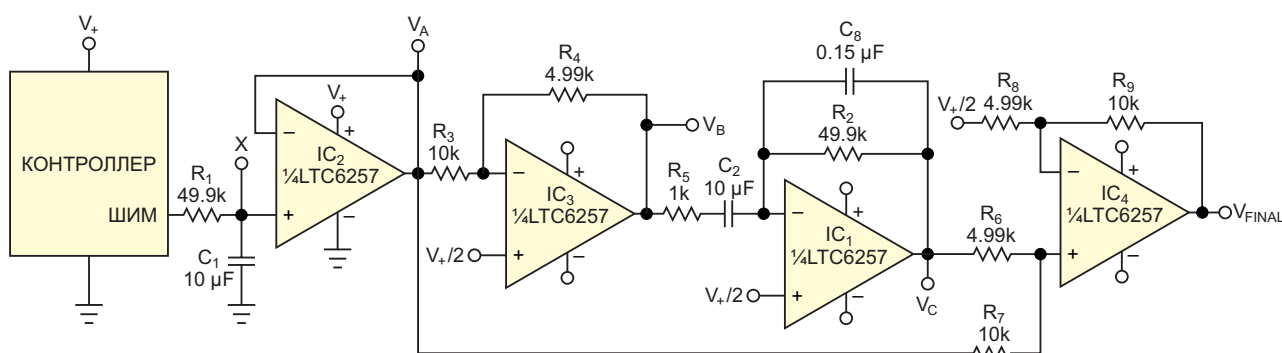 V+
КОНТРОЛЛЕР
ШИМ
R1
49.9k
X
C1
10 µF
V+
−
+
+
−
IC2
¼LTC6257
VA
R3
10k
R4
4.99k
−
+
+
−
IC3
¼LTC6257
V+/2
VB
R5
1k
C2
10 µF
C8
0.15 µF
R2
49.9k
−
+
+
−
IC1
¼LTC6257
V+/2
VC
R6
4.99k
R7
10k
V+/2
R8
4.99k
R9
10k
−
+
+
−
IC4
¼LTC6257
VFINAL